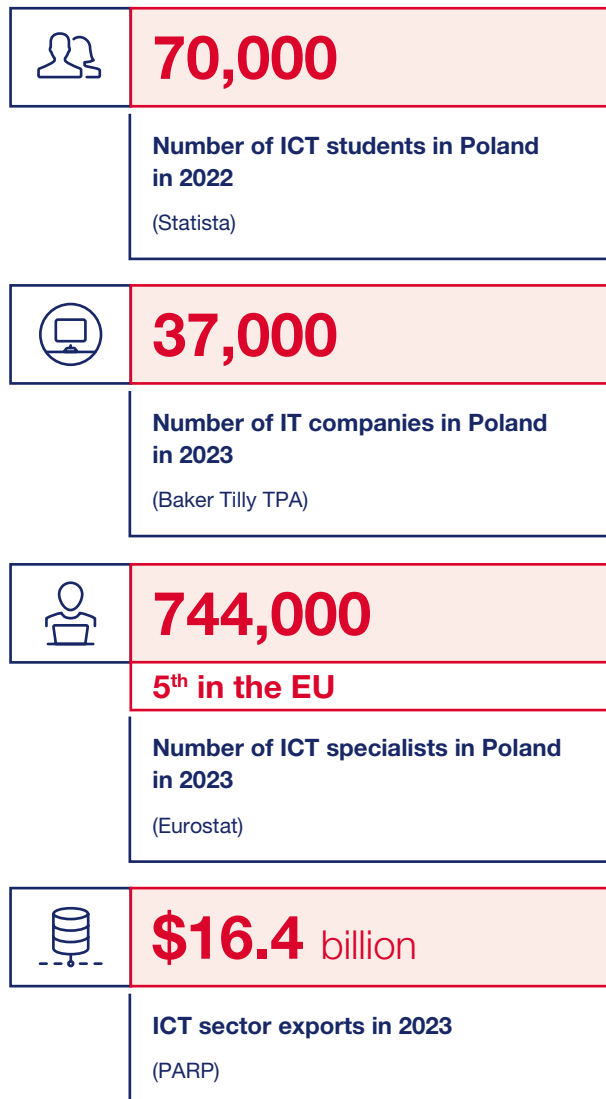 70,000
Number of ICT students in Poland
in 2022
(Statista)
37,000
Number of IT companies in Poland
in 2023
(Baker Tilly TPA)
744,000
5th in the EU
Number of ICT specialists in Poland
in 2023
(Eurostat)
$16.4 billion
ICT sector exports in 2023
(PARP)